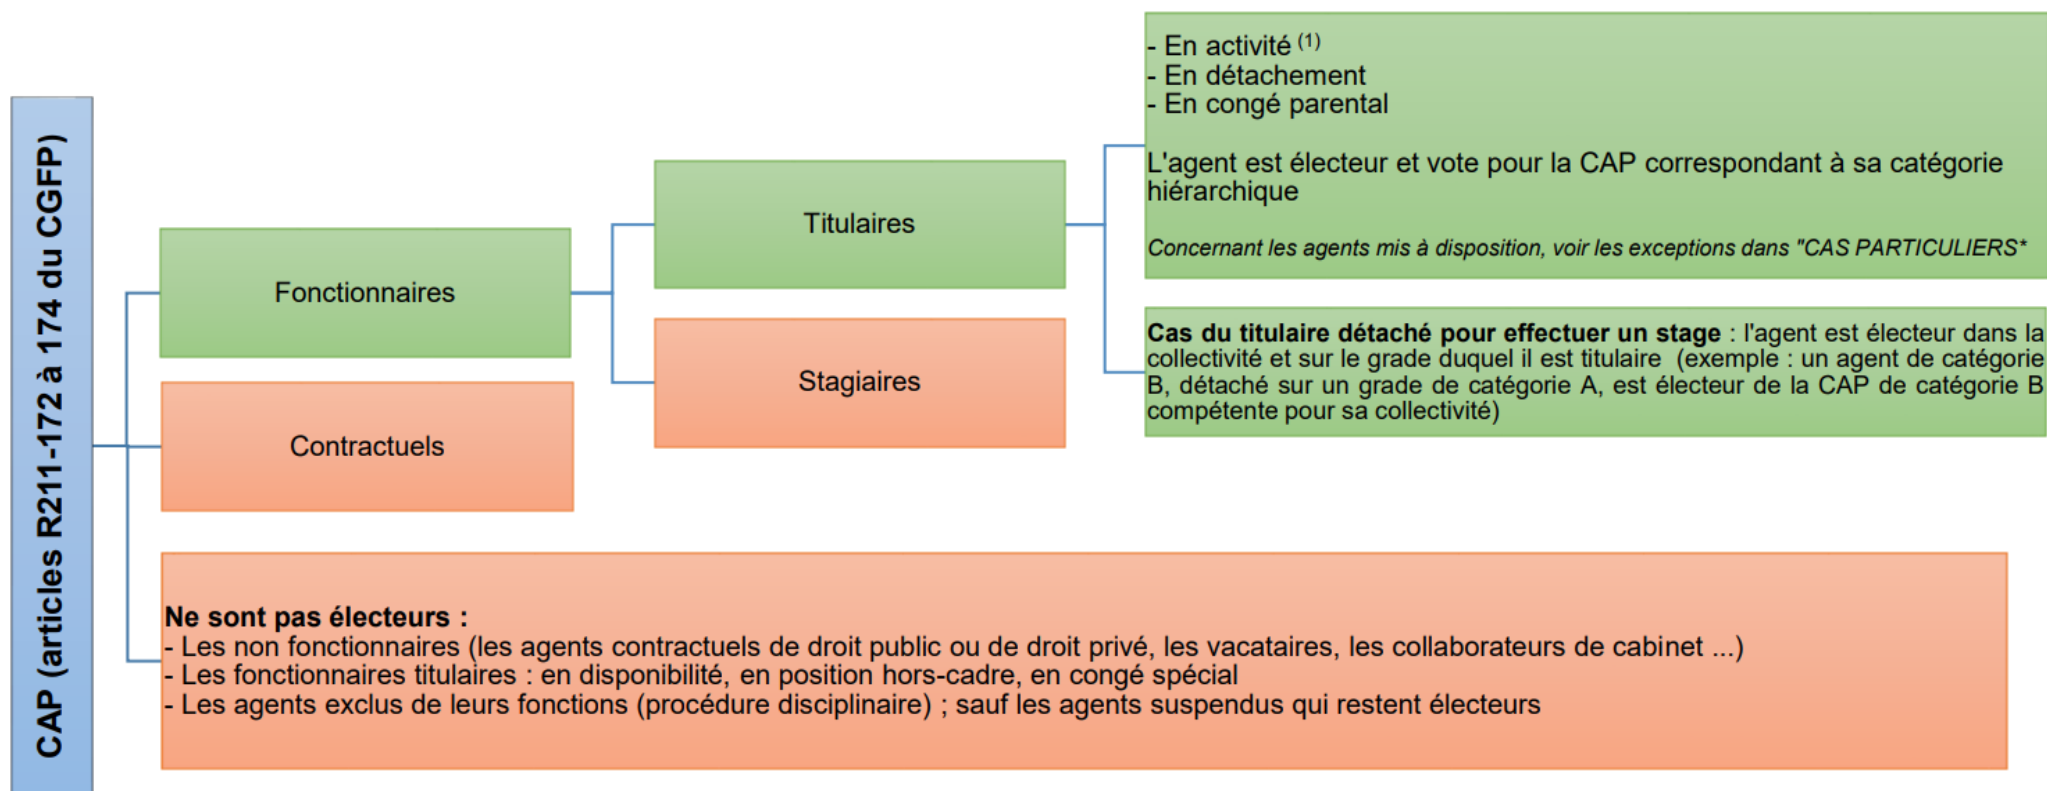 CAP (articles R211-172 à 174 du CGFP)
Fonctionnaires
Contractuels
Titulaires
Stagiaires
- En activité (1)
- En détachement
- En congé parental
L'agent est électeur et vote pour la CAP correspondant à sa catégorie
hiérarchique
Concernant les agents mis à disposition, voir les exceptions dans "CAS PARTICULIERS*
Cas du titulaire détaché pour effectuer un stage : l'agent est électeur dans la
collectivité et sur le grade duquel il est titulaire (exemple : un agent de catégorie
B, détaché sur un grade de catégorie A, est électeur de la CAP de catégorie B
compétente pour sa collectivité)
Ne sont pas électeurs :
- Les non fonctionnaires (les agents contractuels de droit public ou de droit privé, les vacataires, les collaborateurs de cabinet ...)
- Les fonctionnaires titulaires : en disponibilité, en position hors-cadre, en congé spécial
- Les agents exclus de leurs fonctions (procédure disciplinaire) ; sauf les agents suspendus qui restent électeurs